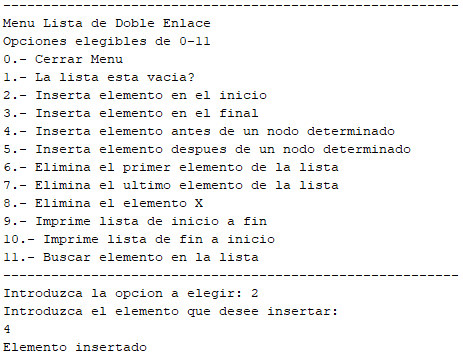 ----------------------------------------------------------
Menu Lista de Doble Enlace
Opciones elegibles de 0-11
0.- Cerrar Menu
1.- La lista esta vacia?
2.- Inserta elemento en el inicio
3.- Inserta elemento en el final
4.- Inserta elemento antes de un nodo determinado
5.- Inserta elemento despues de un nodo determinado
6.- Elimina el primer elemento de la lista
7.- Elimina el ultimo elemento de la lista
8.- Elimina el elemento X
9.- Imprime lista de inicio a fin
10.- Imprime lista de fin a inicio
11.- Buscar elemento en la lista
----------------------------------------------------------
Introduzca la opcion a elegir: 2
Introduzca el elemento que desee insertar:
4
Elemento insertado